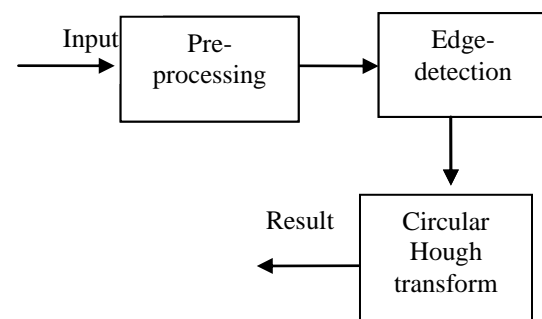 Input
Pre-
processing
Edge-
detection
Circular
Hough
transform
Result